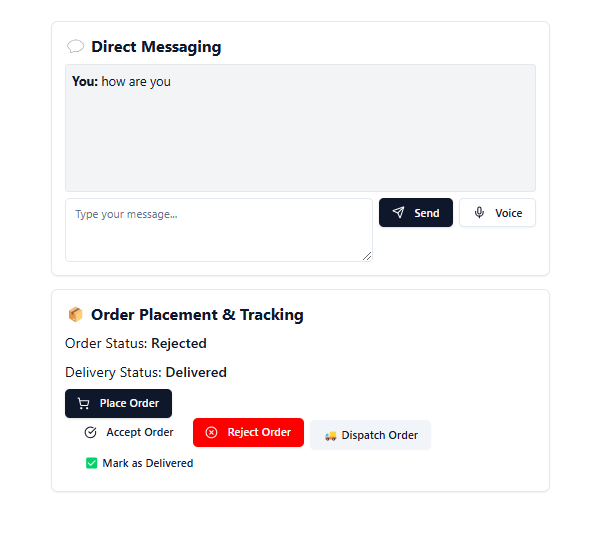 Direct Messaging
You: how are you
Type your message...
Send
Voice
Order Placement & Tracking
Order Status: Rejected
Delivery Status: Delivered
Place Order
Accept Order
Reject Order
Dispatch Order
Mark as Delivered